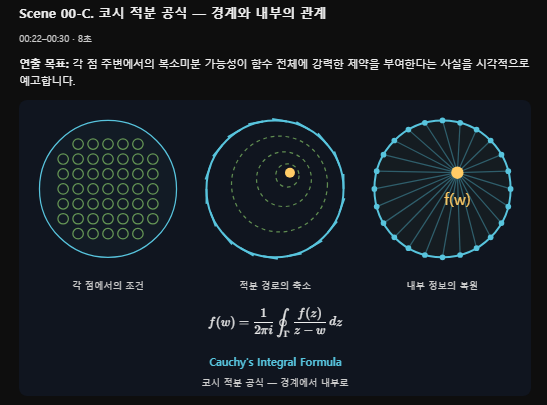 Scene 00-C. 코시 적분 공식 — 경계와 내부의 관계
00:22–00:30 · 8초
연출 목표: 각 점 주변에서의 복소미분 가능성이 함수 전체에 강력한 제약을 부여한다는 사실을 시각적으로
예고합니다.
f(w)
각 점에서의 조건
적분 경로의 축소
내부 정보의 복원
f(w) = \frac{1}{2πi} ∮_Γ \frac{f(z)}{z − w} dz
Cauchy's Integral Formula
코시 적분 공식 — 경계에서 내부로